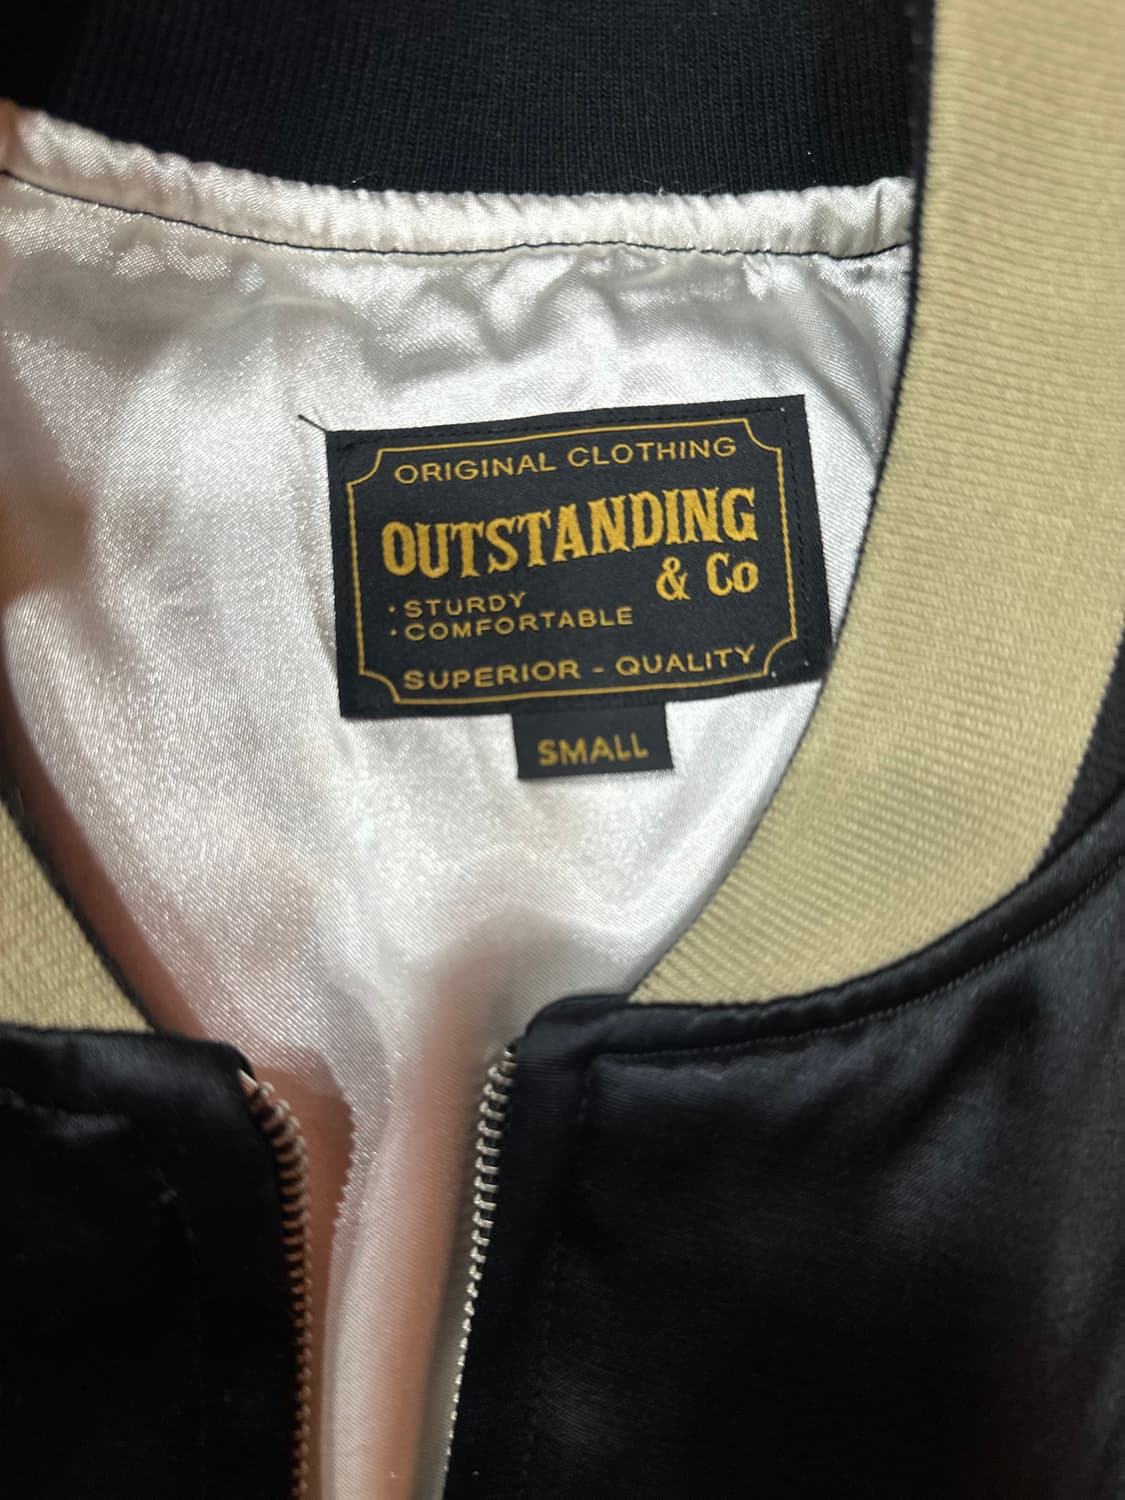 ORIGINAL CLOTHING
OUTSTANDING
& Co
· STURDY
· COMFORTABLE
SUPERIOR - QUALITY
SMALL